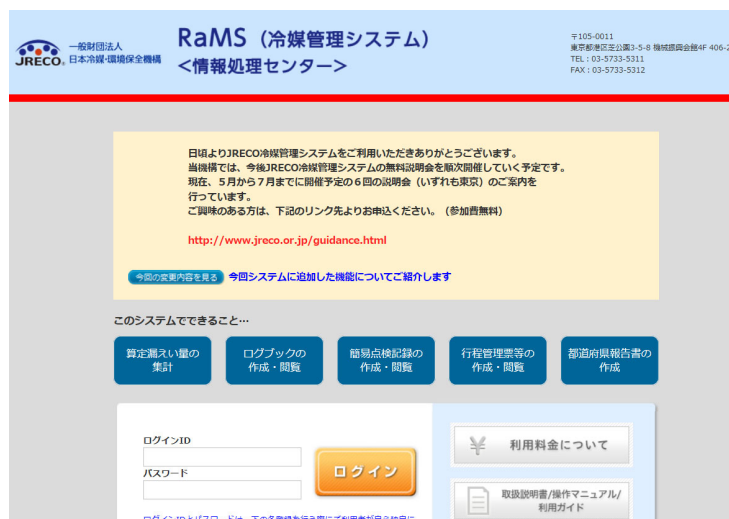 JRECO
一般財団法人
日本冷媒・環境保全機構
RaMS（冷媒管理システム）
<情報処理センター>
〒105-0011
東京都港区芝公園3-5-8 機械振興会館4F 406-2
TEL：03-5733-5311
FAX：03-5733-5312
日頃よりJRECO冷媒管理システムをご利用いただきありがとうございます。
当機構では、今後JRECO冷媒管理システムの無料説明会を順次開催していく予定です。
現在、５月から７月までに開催予定の６回の説明会（いずれも東京）のご案内を
行っています。
ご興味のある方は、下記のリンク先よりお申込ください。（参加費無料）
http://www.jreco.or.jp/guidance.html
今回の変更内容を見る 今回システムに追加した機能についてご紹介します
このシステムでできること…
算定漏えい量の
集計
ログブックの
作成・閲覧
簡易点検記録の
作成・閲覧
行程管理票等の
作成・閲覧
都道府県報告書の
作成
ログインID
パスワード
ログイン
¥ 利用料金について
取扱説明書/操作マニュアル/
利用ガイド